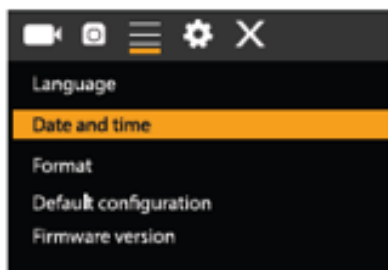 Language
Date and time
Format
Default configuration
Firmware version